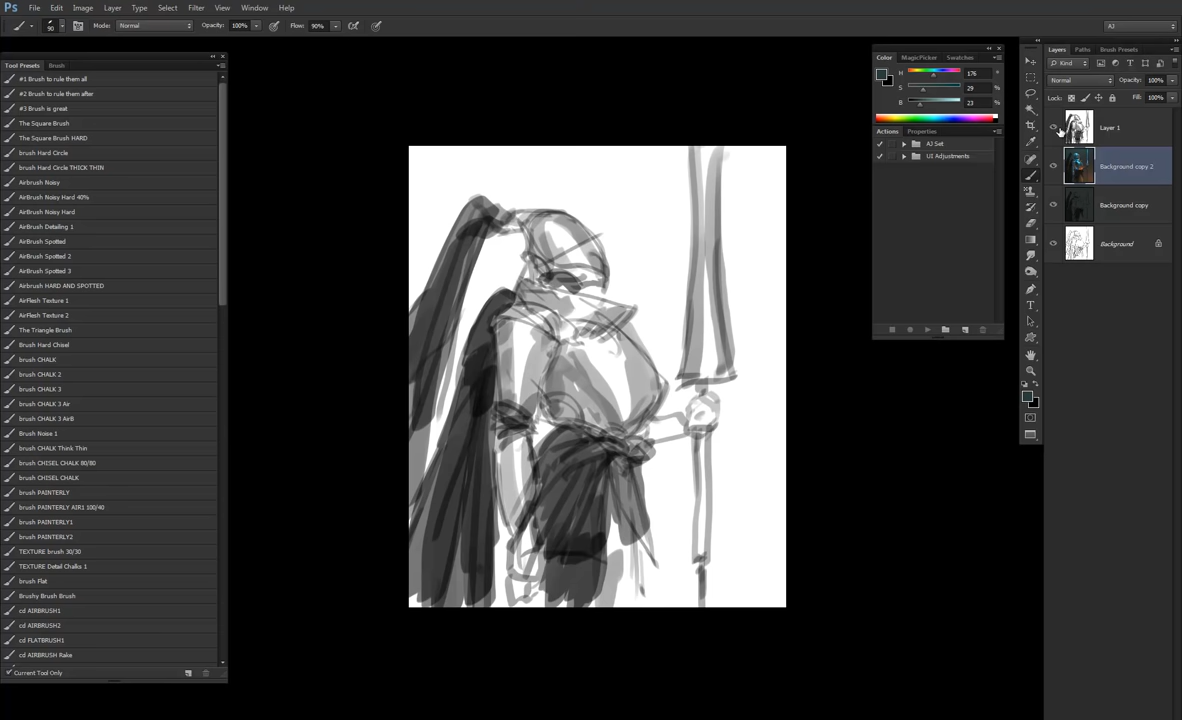 Ps File Edit Image Layer Type Select Filter View Window Help
90 Mode: Normal Opacity: 100% Flow: 90% AJ
Tool Presets Brush
#1 Brush to rule them all
#2 Brush to rule them after
#3 Brush is great
The Square Brush
The Square Brush HARD
brush Hard Circle
brush Hard Circle THICK THIN
AirBrush Noisy
AirBrush Noisy Hard 40%
AirBrush Noisy Hard
AirBrush Detailing 1
AirBrush Spotted
AirBrush Spotted 2
AirBrush Spotted 3
Airbrush HARD AND SPOTTED
AirFlesh Texture 1
AirFlesh Texture 2
The Triangle Brush
Brush Hard Chisel
brush CHALK
brush CHALK 2
brush CHALK 3
brush CHALK 3 Air
brush CHALK 3 AirB
Brush Noise 1
brush CHALK Think Thin
brush CHISEL CHALK 80/80
brush CHISEL CHALK
brush PAINTERLY
brush PAINTERLY AIR1 100/40
brush PAINTERLY1
brush PAINTERLY2
TEXTURE brush 30/30
TEXTURE Detail Chalks 1
brush Flat
Brushy Brush Brush
cd AIRBRUSH1
cd AIRBRUSH2
cd FLATBRUSH1
cd AIRBRUSH Rake
Current Tool Only
Color MagicPicker Swatches
H 176 °
S 29 %
B 23 %
Actions Properties
AJ Set
UI Adjustments
Layers Paths Brush Presets
Kind
Normal Opacity: 100%
Lock: Fill: 100%
Layer 1
Background copy 2
Background copy
Background